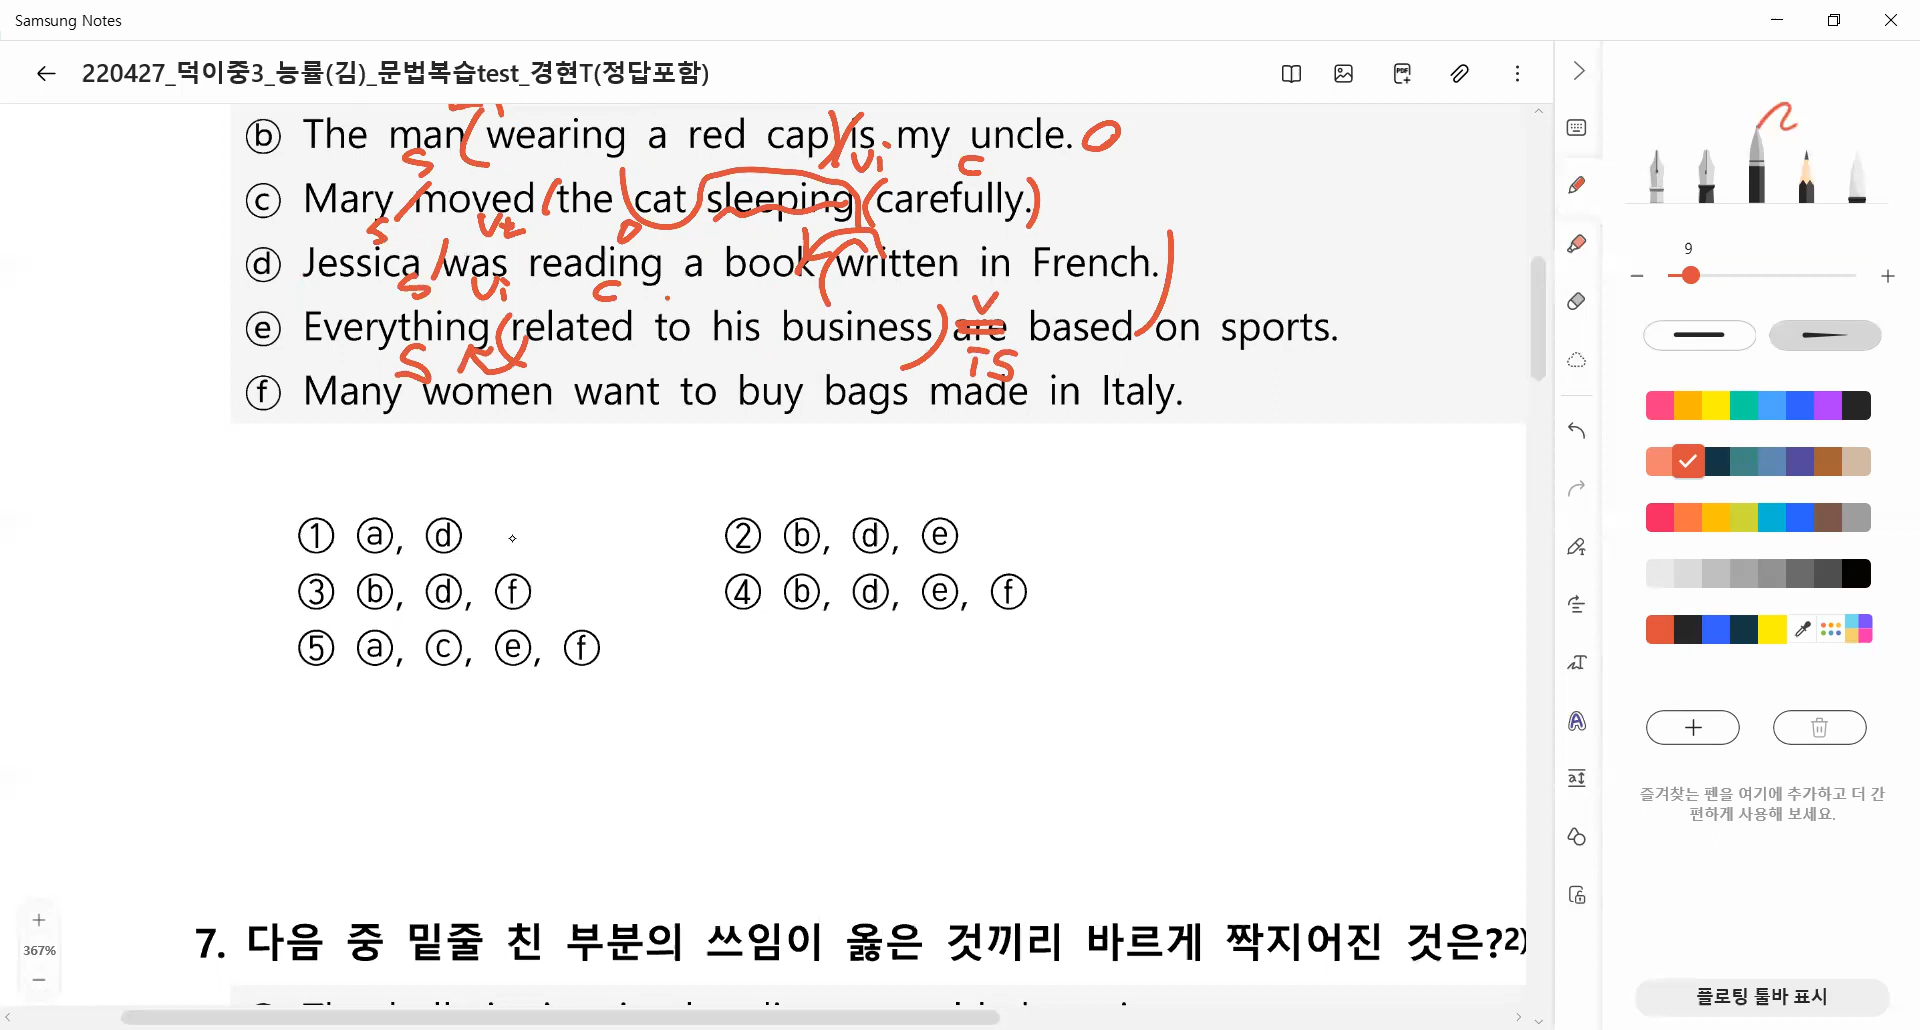 Samsung Notes
220427_덕이중3_능률(김)_문법복습test_경현T(정답포함)
ⓑ The man wearing a red cap is my uncle. O
S Vi C
ⓒ Mary moved the cat sleeping carefully.
S Vt O
ⓓ Jessica was reading a book written in French.
S Vi C V
ⓔ Everything related to his business are based on sports.
S is
ⓕ Many women want to buy bags made in Italy.
① ⓐ, ⓓ
② ⓑ, ⓓ, ⓔ
③ ⓑ, ⓓ, ⓕ
④ ⓑ, ⓓ, ⓔ, ⓕ
⑤ ⓐ, ⓒ, ⓔ, ⓕ
7. 다음 중 밑줄 친 부분의 쓰임이 옳은 것끼리 바르게 짝지어진 것은?2)
367%
9
즐겨찾는 펜을 여기에 추가하고 더 간
편하게 사용해 보세요.
플로팅 툴바 표시